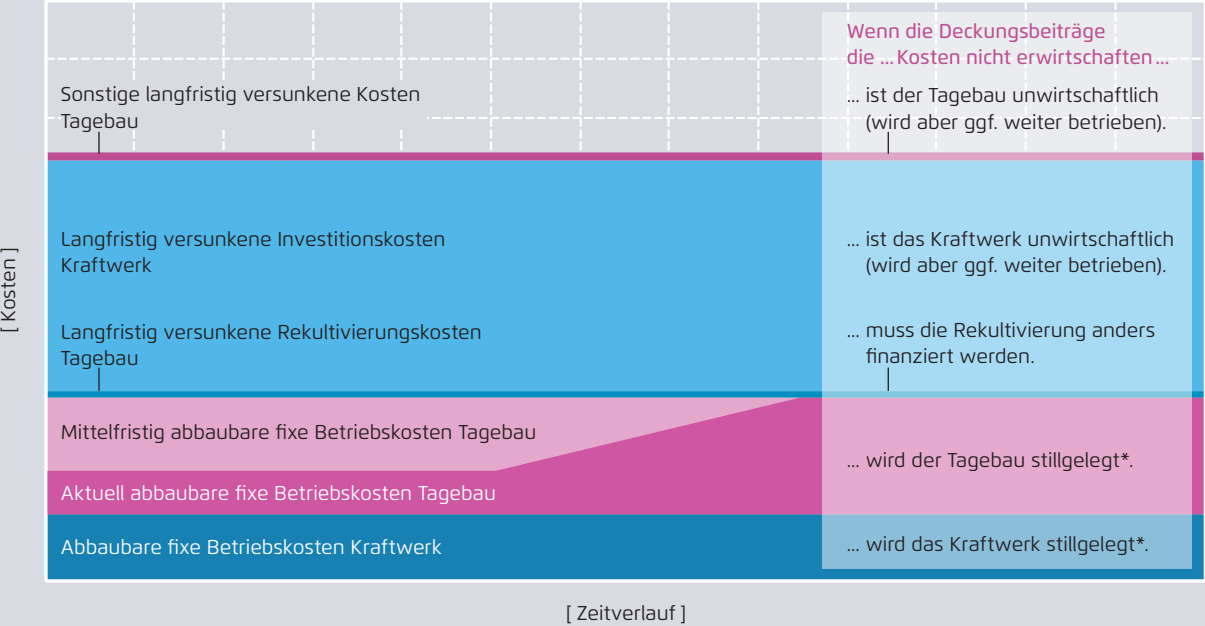 Wenn die Deckungsbeiträge
die ... Kosten nicht erwirtschaften ...
Sonstige langfristig versunkene Kosten
Tagebau
... ist der Tagebau unwirtschaftlich
(wird aber ggf. weiter betrieben).
Langfristig versunkene Investitionskosten
Kraftwerk
... ist das Kraftwerk unwirtschaftlich
(wird aber ggf. weiter betrieben).
Langfristig versunkene Rekultivierungskosten
Tagebau
... muss die Rekultivierung anders
finanziert werden.
Mittelfristig abbaubare fixe Betriebskosten Tagebau
... wird der Tagebau stillgelegt*.
Aktuell abbaubare fixe Betriebskosten Tagebau
Abbaubare fixe Betriebskosten Kraftwerk
... wird das Kraftwerk stillgelegt*.
[ Kosten ]
[ Zeitverlauf ]